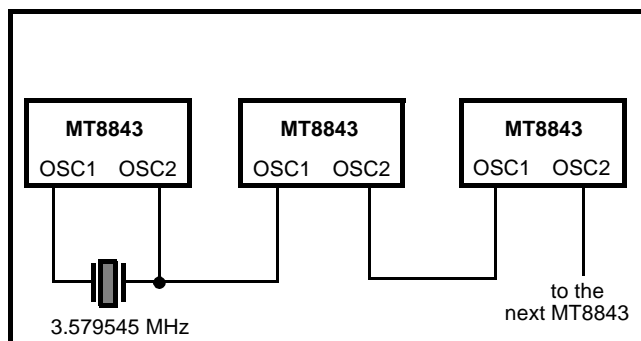 MT8843 MT8843 MT8843
OSC1 OSC2 OSC1 OSC2 OSC1 OSC2
3.579545 MHz
to the
next MT8843